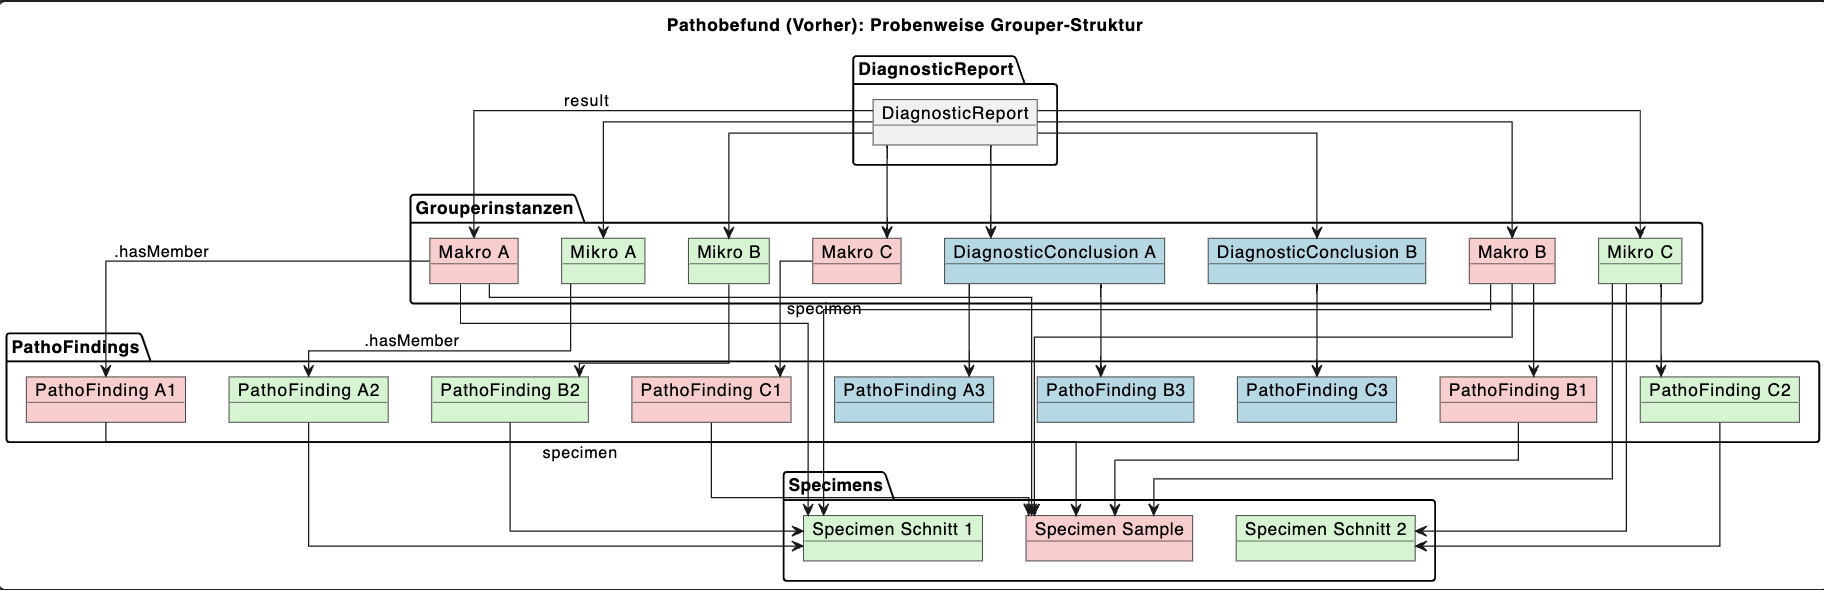 Pathobefund (Vorher): Probenweise Grouper-Struktur
DiagnosticReport
result
DiagnosticReport
Grouperinstanzen
.hasMember
Makro A
Mikro A
Mikro B
Makro C
DiagnosticConclusion A
DiagnosticConclusion B
Makro B
Mikro C
specimen
.hasMember
PathoFindings
PathoFinding A1
PathoFinding A2
PathoFinding B2
PathoFinding C1
PathoFinding A3
PathoFinding B3
PathoFinding C3
PathoFinding B1
PathoFinding C2
specimen
Specimens
Specimen Schnitt 1
Specimen Sample
Specimen Schnitt 2